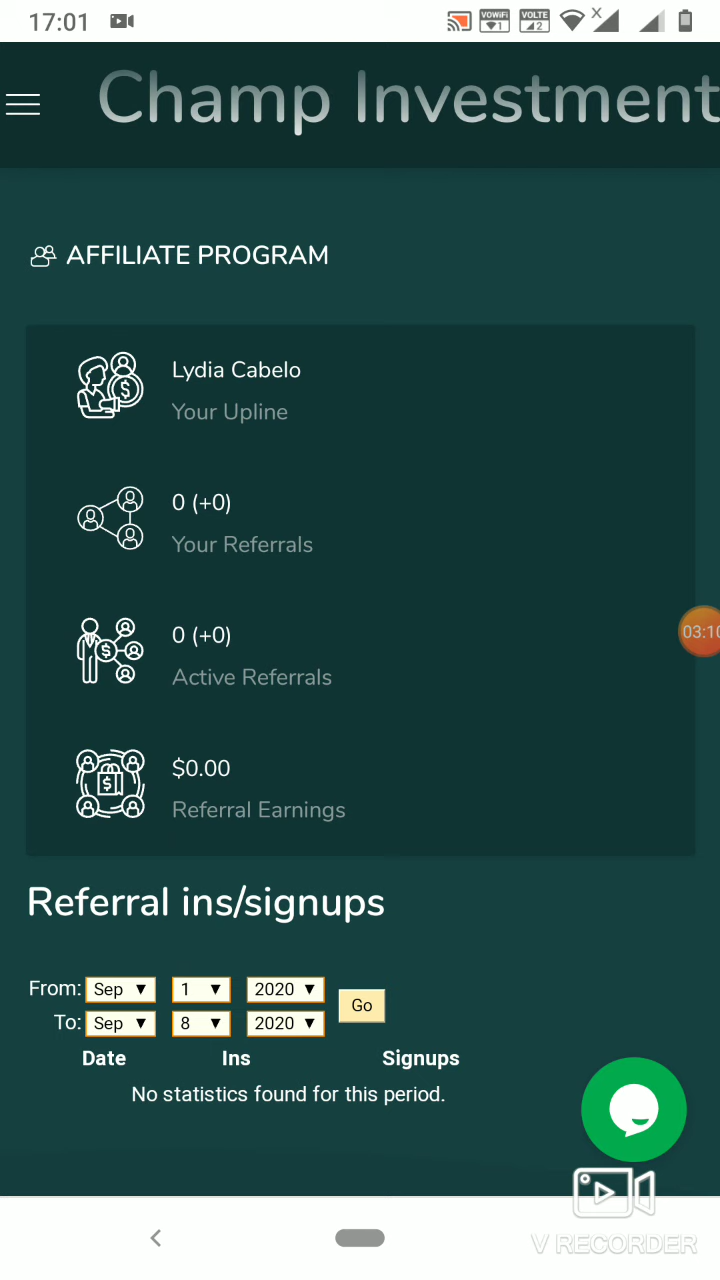 17:01
VOWIFI 1 VOLTE 2 X
Champ Investment
AFFILIATE PROGRAM
Lydia Cabelo
Your Upline
0 (+0)
Your Referrals
0 (+0)
Active Referrals
03:10
$0.00
Referral Earnings
Referral ins/signups
From: Sep ▼ 1 ▼ 2020 ▼ Go
To: Sep ▼ 8 ▼ 2020 ▼
Date Ins Signups
No statistics found for this period.
V RECORDER